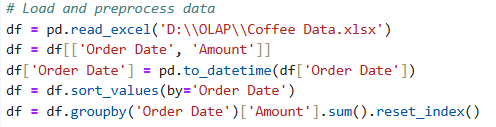 # Load and preprocess data
df = pd.read_excel('D:\\OLAP\\Coffee Data.xlsx')
df = df[['Order Date', 'Amount']]
df['Order Date'] = pd.to_datetime(df['Order Date'])
df = df.sort_values(by='Order Date')
df = df.groupby('Order Date')['Amount'].sum().reset_index()